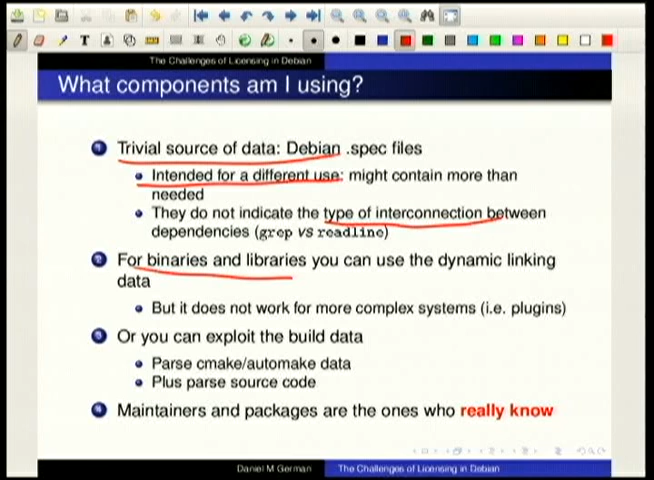 The Challenges of Licensing in Debian
What components am I using?
1 Trivial source of data: Debian .spec files
Intended for a different use: might contain more than
needed
They do not indicate the type of interconnection between
dependencies (grep vs readline)
2 For binaries and libraries you can use the dynamic linking
data
But it does not work for more complex systems (i.e. plugins)
3 Or you can exploit the build data
Parse cmake/automake data
Plus parse source code
4 Maintainers and packages are the ones who really know
Daniel M German The Challenges of Licensing in Debian